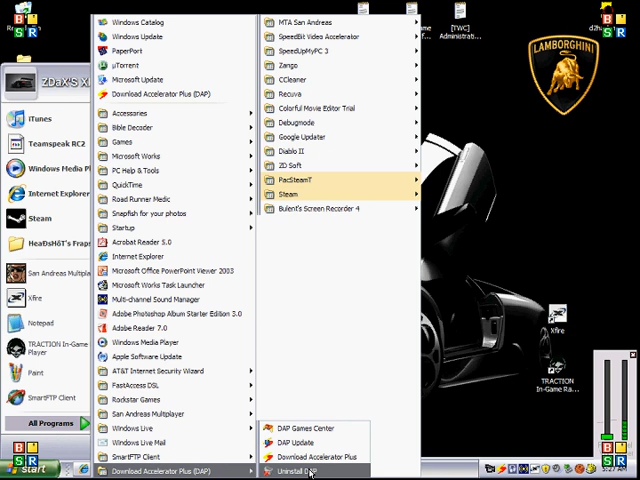 ZDaX'S X
iTunes
Teamspeak RC2
Windows Media Pl
Internet Explorer
Steam
HeaDsHöT's Frap
San Andreas Multipla
Xfire
Notepad
TRACTION In-Game
Player
Paint
SmartFTP Client
All Programs
start
Windows Catalog
Windows Update
PaperPort
µTorrent
Microsoft Update
Download Accelerator Plus (DAP)
Accessories
Bible Decoder
Games
Microsoft Works
PC Help & Tools
QuickTime
Road Runner Medic
Snapfish for your photos
Startup
Acrobat Reader 5.0
Internet Explorer
Microsoft Office PowerPoint Viewer 2003
Microsoft Works Task Launcher
Multi-channel Sound Manager
Adobe Photoshop Album Starter Edition 3.0
Adobe Reader 7.0
Windows Media Player
Apple Software Update
AT&T Internet Security Wizard
FastAccess DSL
Rockstar Games
San Andreas Multiplayer
Windows Live
Windows Live Mail
SmartFTP Client
Download Accelerator Plus (DAP)
MTA San Andreas
SpeedBit Video Accelerator
SpeedUpMyPC 3
Zango
CCleaner
Recuva
Colorful Movie Editor Trial
Debugmode
Google Updater
Diablo II
ZD Soft
PacSteamT
Steam
Bulent's Screen Recorder 4
DAP Games Center
DAP Update
Download Accelerator Plus
Uninstall DAP
[TWC]
Administrati...
LAMBORGHINI
Xfire
TRACTION
In-Game Ra...
B S R
B S R
B S R
B S R